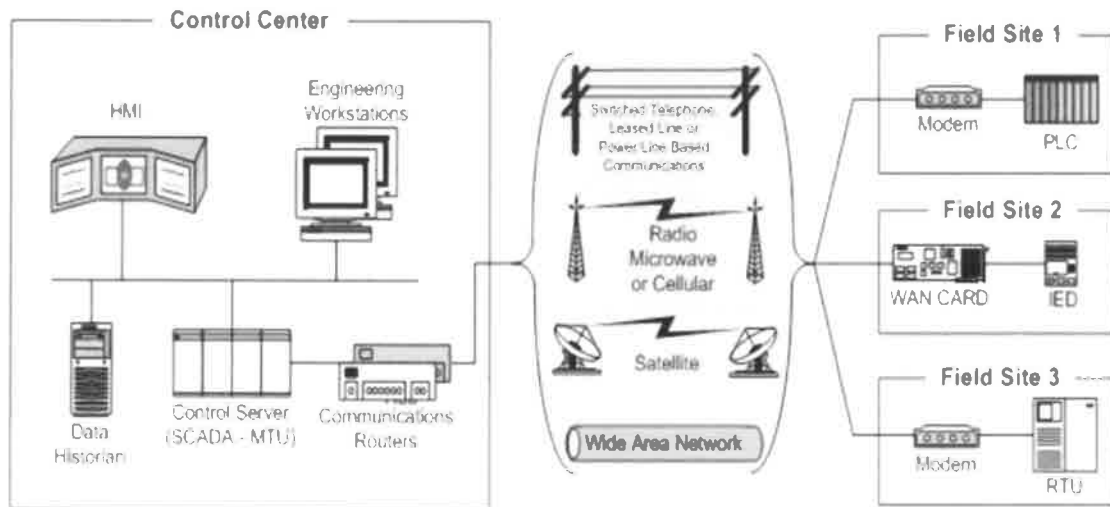 Control Center
HMI
Engineering
Workstations
Data
Historian
Control Server
(SCADA - MTU)
Communications
Routers
Switched Telephone,
Leased Line or
Power Line Based
Communications
Radio
Microwave
or Cellular
Satellite
Wide Area Network
Field Site 1
Modem
PLC
Field Site 2
WAN CARD
IED
Field Site 3
Modem
RTU